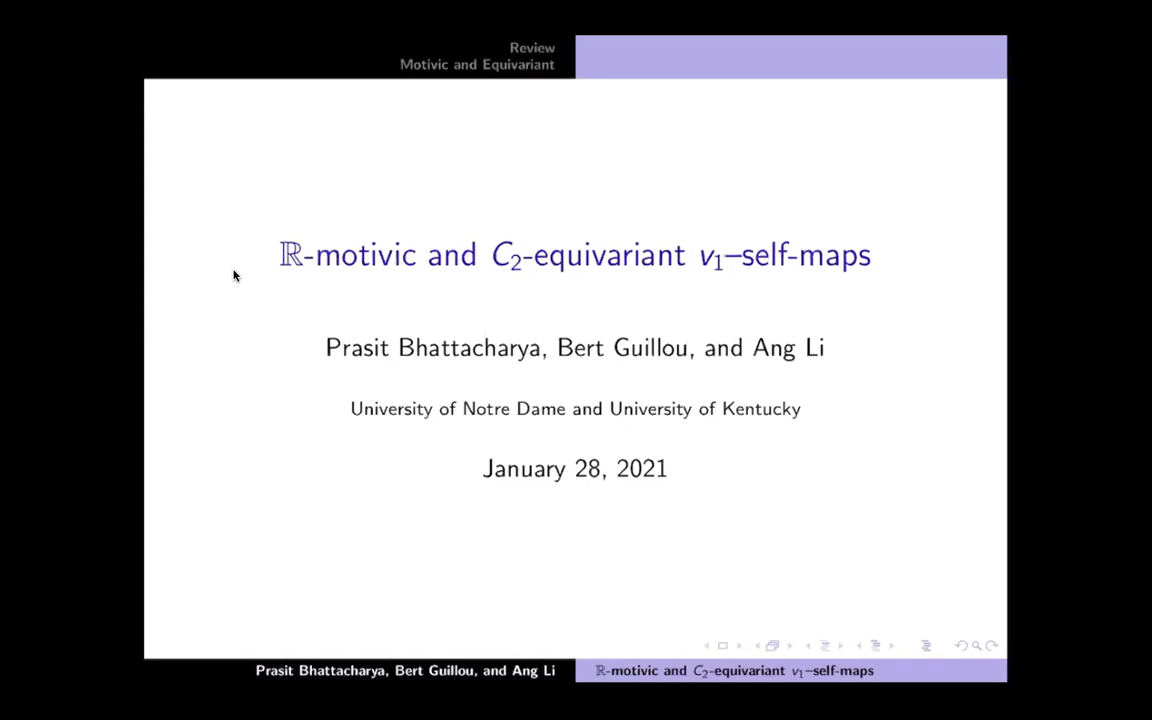 Review
Motivic and Equivariant
ℝ-motivic and C₂-equivariant v₁–self-maps
Prasit Bhattacharya, Bert Guillou, and Ang Li
University of Notre Dame and University of Kentucky
January 28, 2021
Prasit Bhattacharya, Bert Guillou, and Ang Li
ℝ-motivic and C₂-equivariant v₁–self-maps